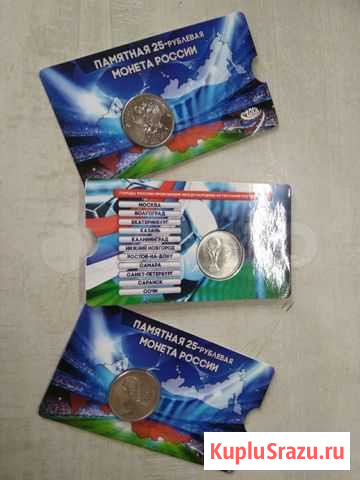 ПАМЯТНАЯ 25-РУБЛЕВАЯ
МОНЕТА РОССИИ
МОСКВА
ВОЛГОГРАД
ЕКАТЕРИНБУРГ
КАЗАНЬ
КАЛИНИНГРАД
НИЖНИЙ НОВГОРОД
РОСТОВ-НА-ДОНУ
САМАРА
САНКТ-ПЕТЕРБУРГ
САРАНСК
СОЧИ
ПАМЯТНАЯ 25-РУБЛЕВАЯ
МОНЕТА РОССИИ
KupluSrazu.ru